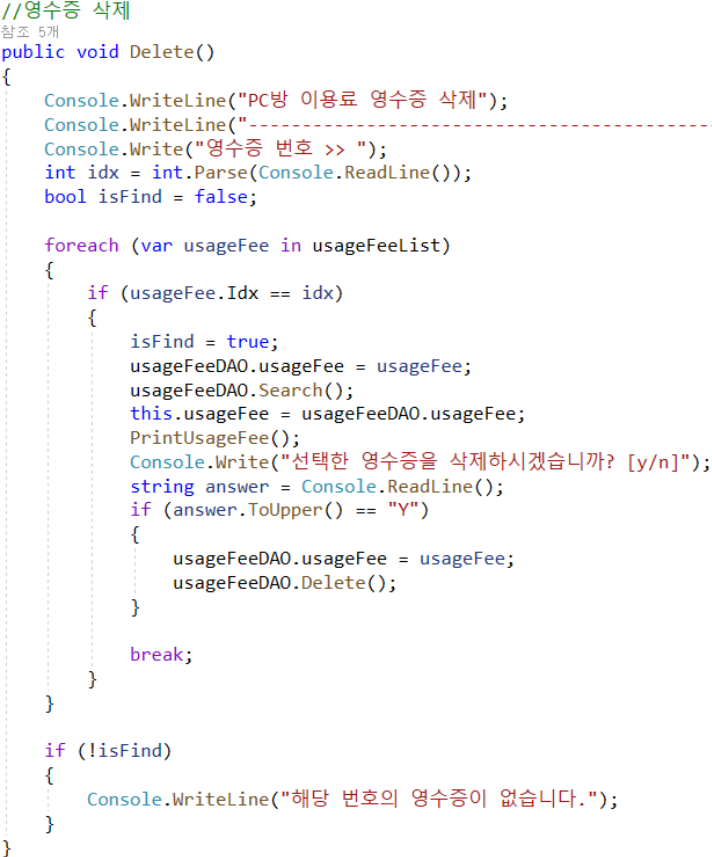 //영수증 삭제
참조 5개
public void Delete()
{
    Console.WriteLine("PC방 이용료 영수증 삭제");
    Console.WriteLine("-------------------------------------------
    Console.Write("영수증 번호 >> ");
    int idx = int.Parse(Console.ReadLine());
    bool isFind = false;

    foreach (var usageFee in usageFeeList)
    {
        if (usageFee.Idx == idx)
        {
            isFind = true;
            usageFeeDAO.usageFee = usageFee;
            usageFeeDAO.Search();
            this.usageFee = usageFeeDAO.usageFee;
            PrintUsageFee();
            Console.Write("선택한 영수증을 삭제하시겠습니까? [y/n]");
            string answer = Console.ReadLine();
            if (answer.ToUpper() == "Y")
            {
                usageFeeDAO.usageFee = usageFee;
                usageFeeDAO.Delete();
            }

            break;
        }
    }

    if (!isFind)
    {
        Console.WriteLine("해당 번호의 영수증이 없습니다.");
    }
}